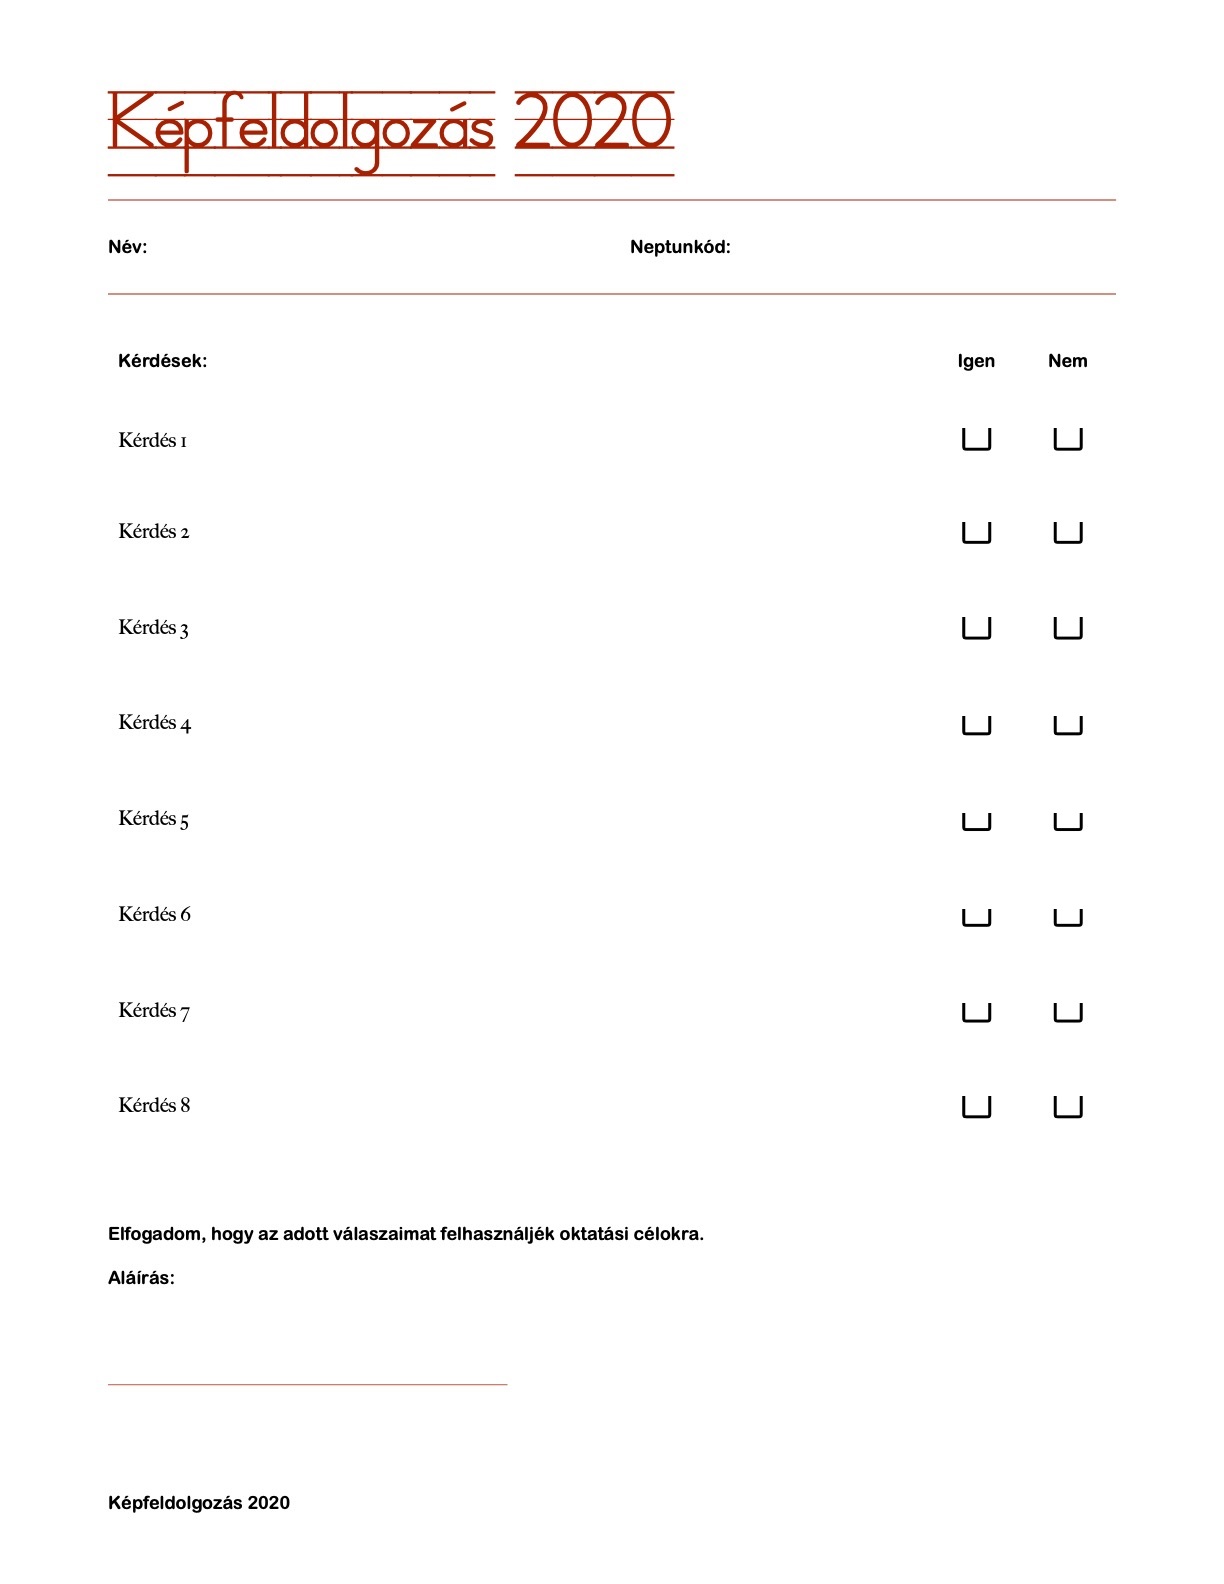 Képfeldolgozás 2020
Név: Neptunkód:
Kérdések: Igen Nem
Kérdés 1
Kérdés 2
Kérdés 3
Kérdés 4
Kérdés 5
Kérdés 6
Kérdés 7
Kérdés 8
Elfogadom, hogy az adott válaszaimat felhasználjék oktatási célokra.
Aláírás:
Képfeldolgozás 2020